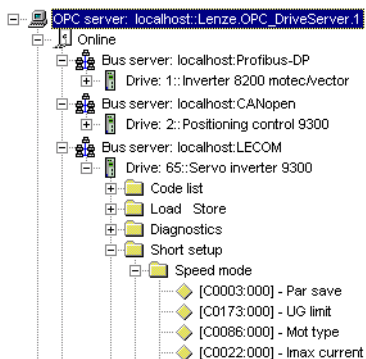 OPC server: localhost::Lenze.OPC_DriveServer.1
Online
Bus server: localhost:Profibus-DP
Drive: 1::Inverter 8200 motec/vector
Bus server: localhost:CANopen
Drive: 2::Positioning control 9300
Bus server: localhost:LECOM
Drive: 65::Servo inverter 9300
Code list
Load Store
Diagnostics
Short setup
Speed mode
[C0003:000] - Par save
[C0173:000] - UG limit
[C0086:000] - Mot type
[C0022:000] - Imax current